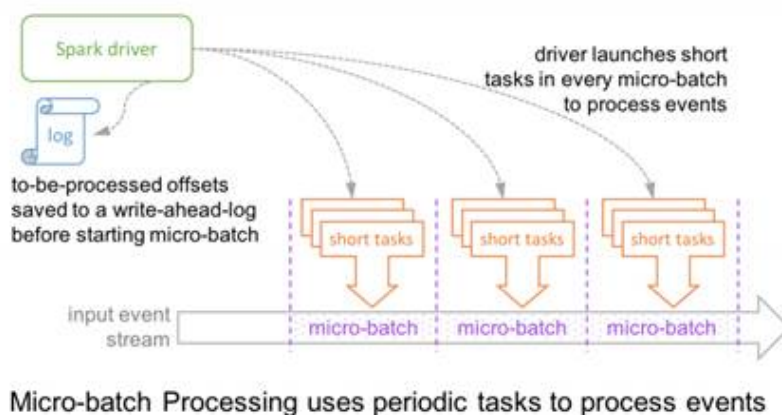 Spark driver
driver launches short
tasks in every micro-batch
to process events
log
to-be-processed offsets
saved to a write-ahead-log
before starting micro-batch
short tasks
short tasks
short tasks
input event
stream
micro-batch
micro-batch
micro-batch
Micro-batch Processing uses periodic tasks to process events